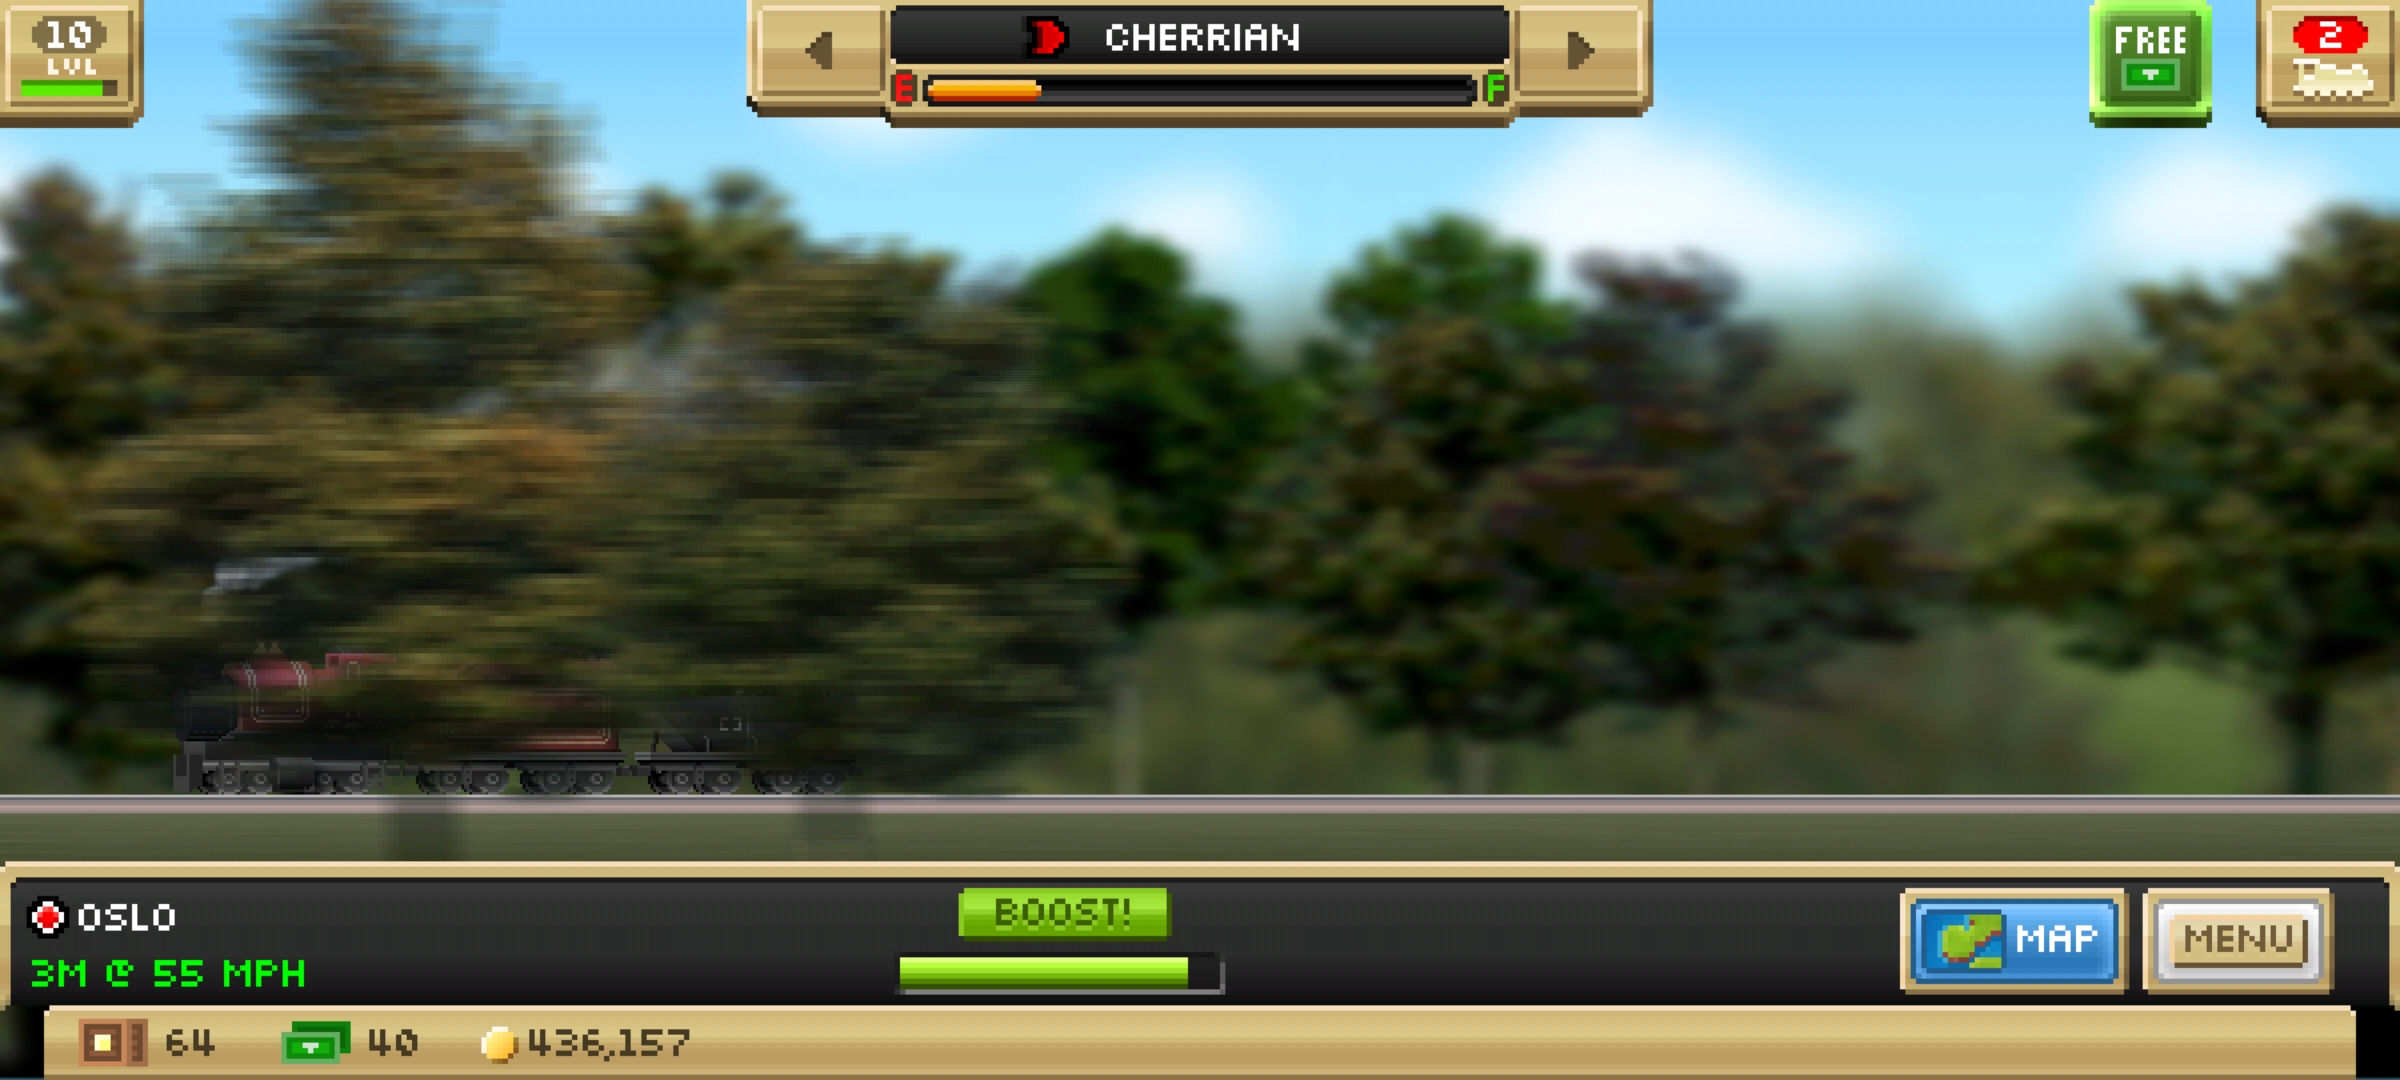 10
LVL
CHERRIAN
E F
FREE
2
OSLO
3M @ 55 MPH
BOOST!
MAP
MENU
64 40 436,157